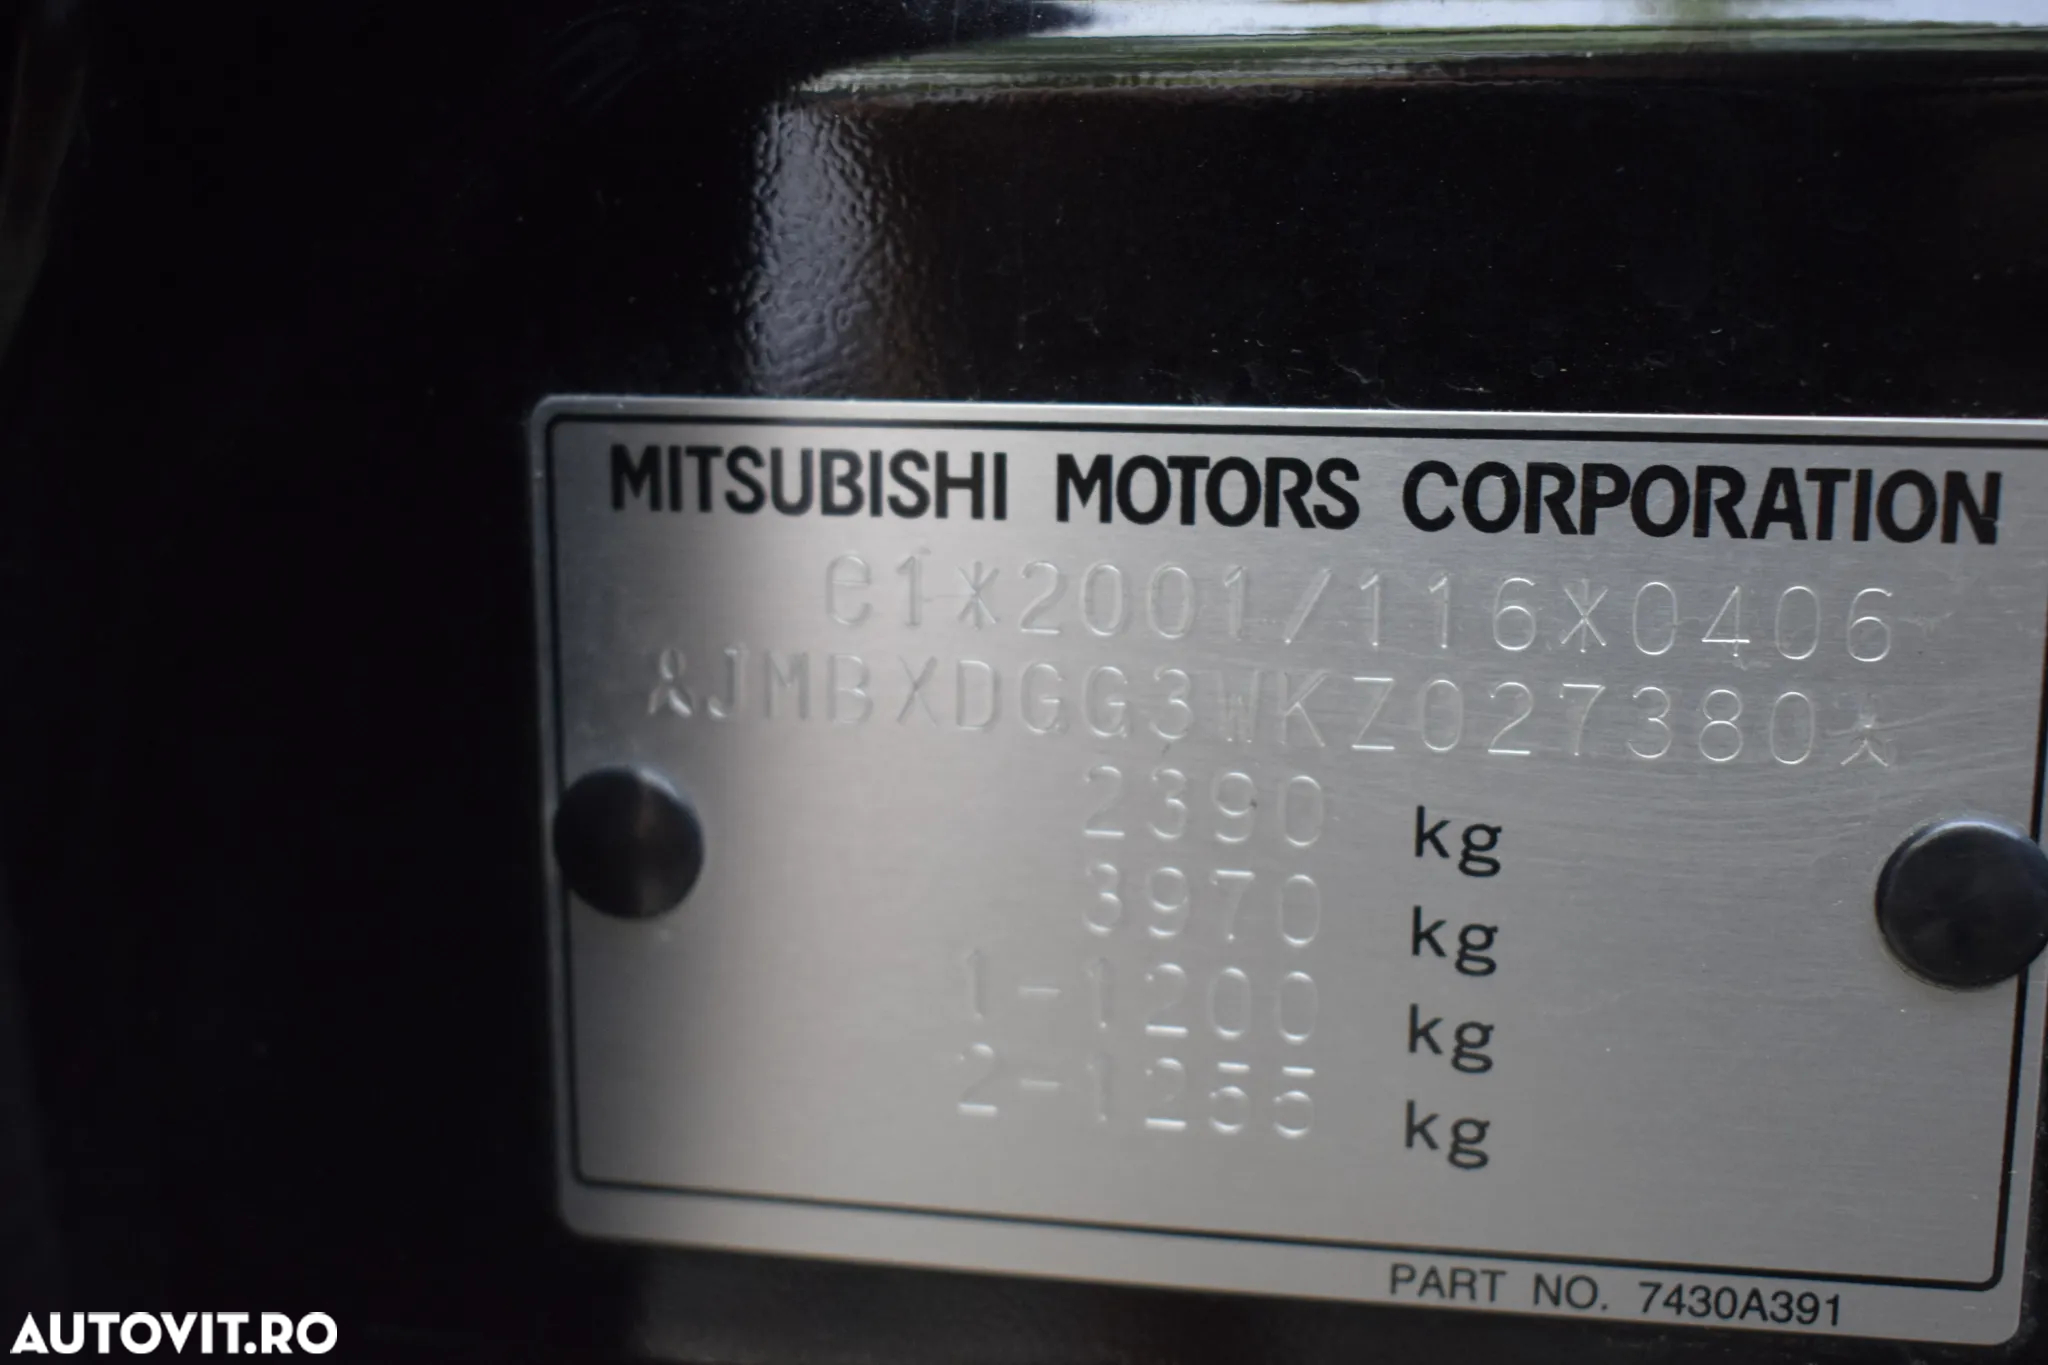 MITSUBISHI MOTORS CORPORATION
e1*2001/116*0406
JMBXDGG3WKZ027380
2390 kg
3970 kg
1-1200 kg
2-1255 kg
PART NO. 7430A391
AUTOVIT.RO